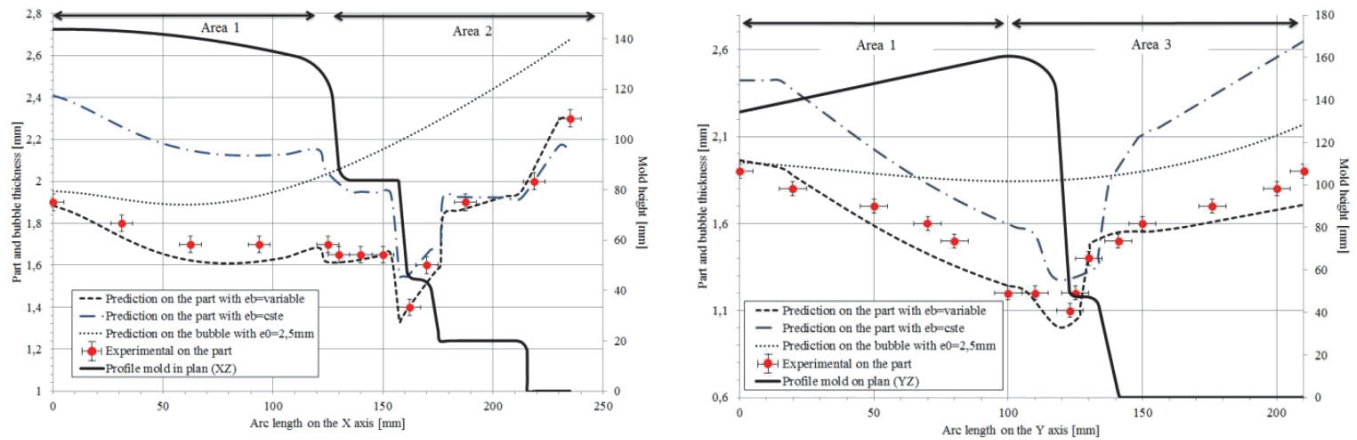 Area 1
Area 2
2,8
2,6
2,4
2,2
2
1,8
1,6
1,4
1,2
1
140
120
100
80
60
40
20
0
Part and bubble thickness [mm]
Mold height [mm]
Prediction on the part with eb=variable
Prediction on the part with eb=cste
Prediction on the bubble with e0=2,5mm
Experimental on the part
Profile mold in plan (XZ)
0
50
100
150
200
250
Arc length on the X axis [mm]
Area 1
Area 3
2,6
2,1
1,6
1,1
0,6
180
160
140
120
100
80
60
40
20
0
Part and bubble thickness [mm]
Mold height [mm]
Prediction on the part with eb=variable
Prediction on the part with eb=cste
Prediction on the bubble with e0=2,5mm
Experimental on the part
Profile mold on plan (YZ)
0
50
100
150
200
Arc length on the Y axis [mm]